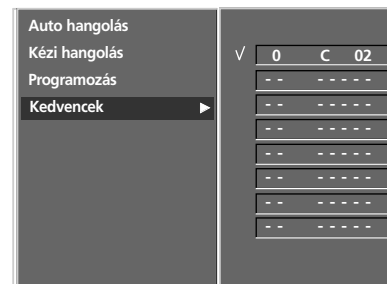 Auto hangolás
Kézi hangolás
Programozás
Kedvencek ▶
√ 0 C 02
- - - - - - -
- - - - - - -
- - - - - - -
- - - - - - -
- - - - - - -
- - - - - - -
- - - - - - -